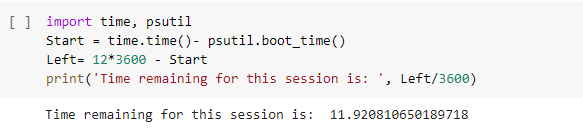 [ ] import time, psutil
Start = time.time()- psutil.boot_time()
Left= 12*3600 - Start
print('Time remaining for this session is: ', Left/3600)
Time remaining for this session is:  11.920810650189718